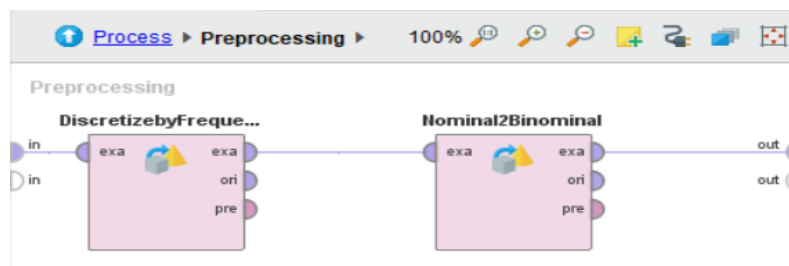 Process Preprocessing 100%
Preprocessing
DiscretizebyFreque... Nominal2Binominal
in exa exa exa exa out
in ori ori out
pre pre